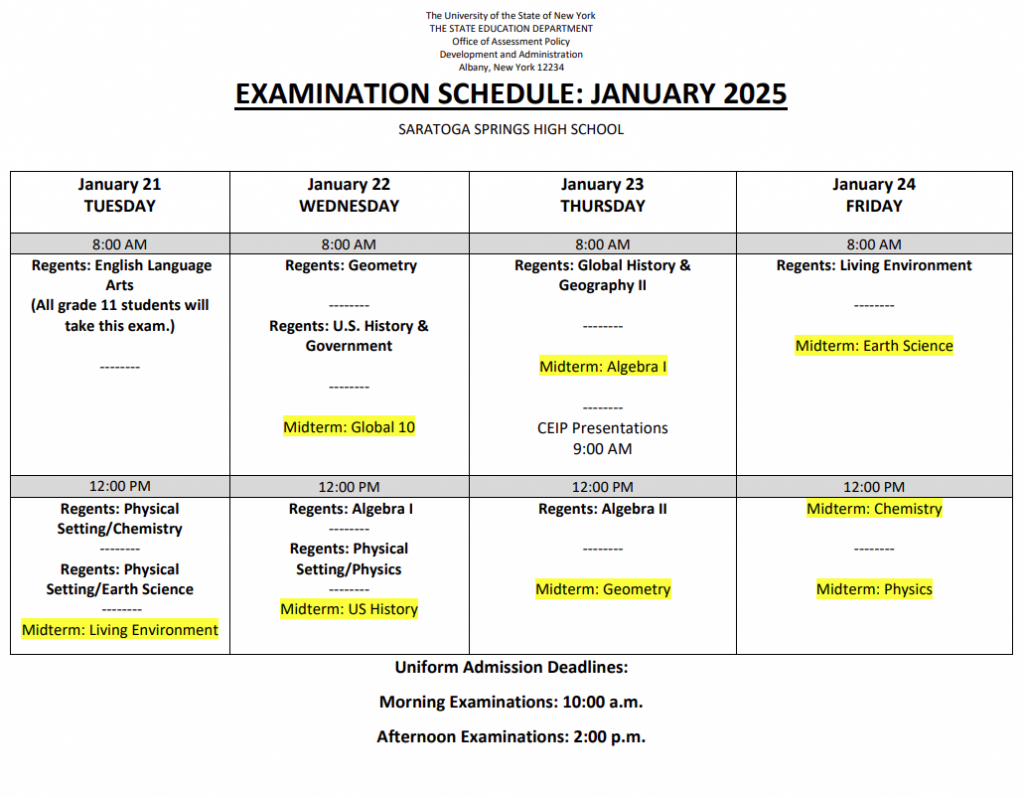 The University of the State of New York
THE STATE EDUCATION DEPARTMENT
Office of Assessment Policy
Development and Administration
Albany, New York 12234
EXAMINATION SCHEDULE: JANUARY 2025
SARATOGA SPRINGS HIGH SCHOOL
January 21
TUESDAY
January 22
WEDNESDAY
January 23
THURSDAY
January 24
FRIDAY
8:00 AM
8:00 AM
8:00 AM
8:00 AM
Regents: English Language
Arts
(All grade 11 students will
take this exam.)
--------
Regents: Geometry
--------
Regents: U.S. History &
Government
--------
Midterm: Global 10
Regents: Global History &
Geography II
--------
Midterm: Algebra I
--------
CEIP Presentations
9:00 AM
Regents: Living Environment
--------
Midterm: Earth Science
12:00 PM
12:00 PM
12:00 PM
12:00 PM
Regents: Physical
Setting/Chemistry
--------
Regents: Physical
Setting/Earth Science
--------
Midterm: Living Environment
Regents: Algebra I
--------
Regents: Physical
Setting/Physics
--------
Midterm: US History
Regents: Algebra II
--------
Midterm: Geometry
Midterm: Chemistry
--------
Midterm: Physics
Uniform Admission Deadlines:
Morning Examinations: 10:00 a.m.
Afternoon Examinations: 2:00 p.m.